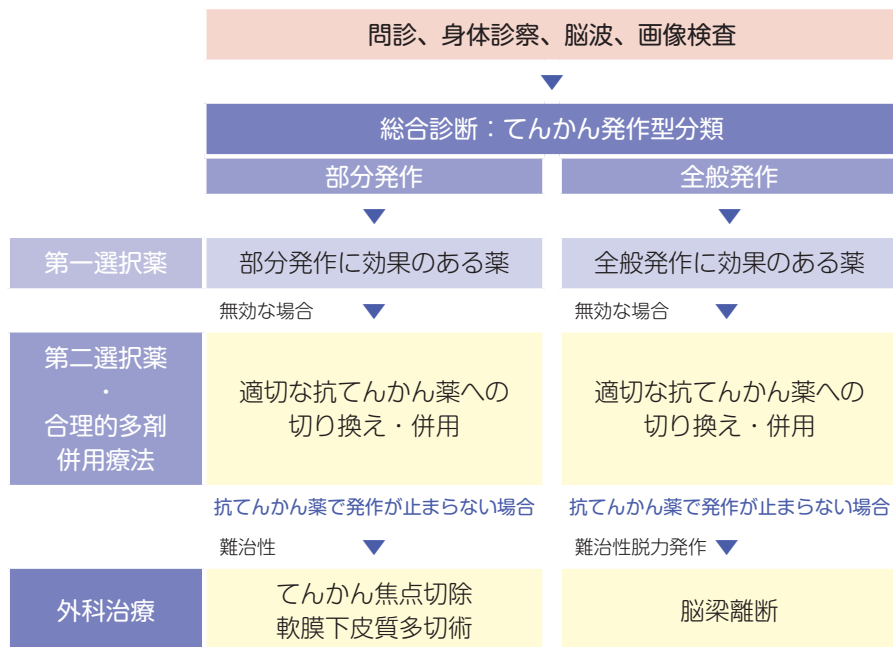 問診、身体診察、脳波、画像検査
総合診断：てんかん発作型分類
部分発作
全般発作
第一選択薬
部分発作に効果のある薬
全般発作に効果のある薬
無効な場合
無効な場合
第二選択薬
・
合理的多剤
併用療法
適切な抗てんかん薬への
切り換え・併用
適切な抗てんかん薬への
切り換え・併用
抗てんかん薬で発作が止まらない場合
抗てんかん薬で発作が止まらない場合
難治性
難治性脱力発作
外科治療
てんかん焦点切除
軟膜下皮質多切術
脳梁離断